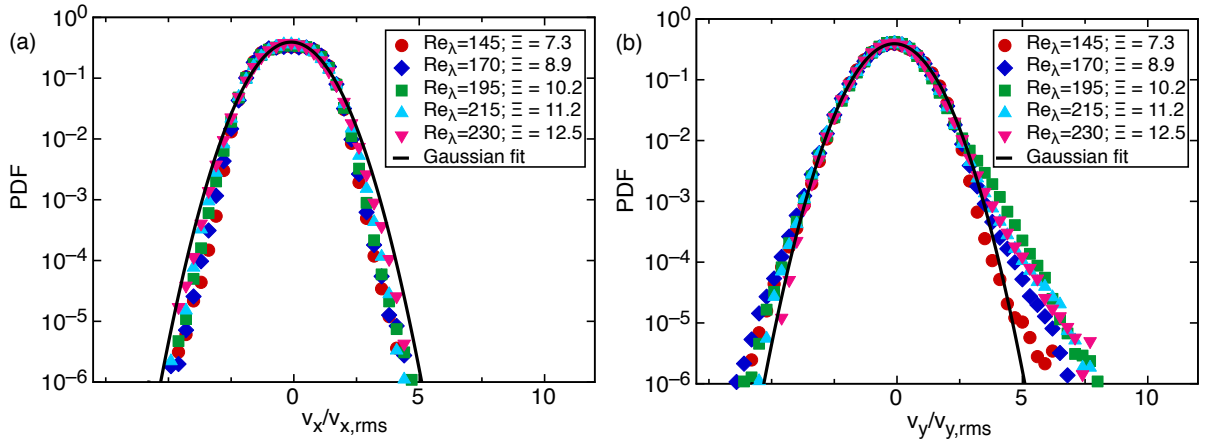 (a)
PDF
10⁰
10⁻¹
10⁻²
10⁻³
10⁻⁴
10⁻⁵
10⁻⁶
Reλ=145; Ξ = 7.3
Reλ=170; Ξ = 8.9
Reλ=195; Ξ = 10.2
Reλ=215; Ξ = 11.2
Reλ=230; Ξ = 12.5
Gaussian fit
0 5 10
vx/vx,rms
(b)
PDF
10⁰
10⁻¹
10⁻²
10⁻³
10⁻⁴
10⁻⁵
10⁻⁶
Reλ=145; Ξ = 7.3
Reλ=170; Ξ = 8.9
Reλ=195; Ξ = 10.2
Reλ=215; Ξ = 11.2
Reλ=230; Ξ = 12.5
Gaussian fit
0 5 10
vy/vy,rms